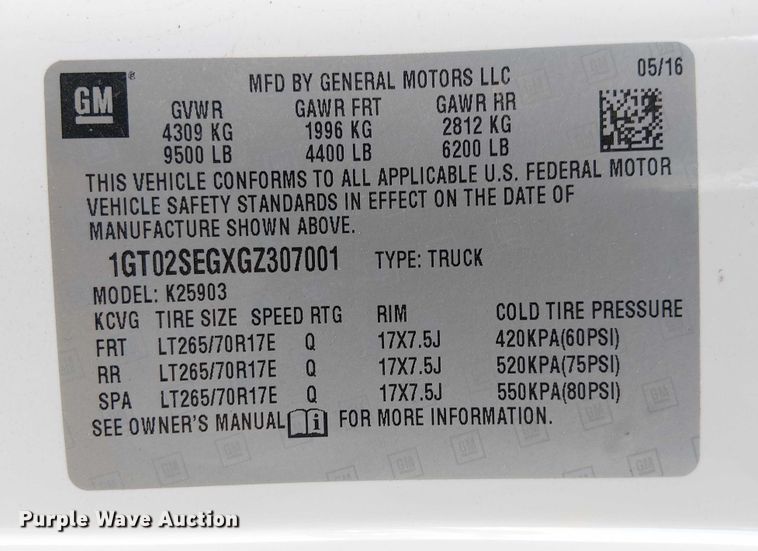 GM
MFD BY GENERAL MOTORS LLC
05/16
GVWR GAWR FRT GAWR RR
4309 KG 1996 KG 2812 KG
9500 LB 4400 LB 6200 LB
THIS VEHICLE CONFORMS TO ALL APPLICABLE U.S. FEDERAL MOTOR
VEHICLE SAFETY STANDARDS IN EFFECT ON THE DATE OF
MANUFACTURE SHOWN ABOVE.
1GT02SEGXGZ307001 TYPE: TRUCK
MODEL: K25903
KCVG TIRE SIZE SPEED RTG RIM COLD TIRE PRESSURE
FRT LT265/70R17E Q 17X7.5J 420KPA(60PSI)
RR LT265/70R17E Q 17X7.5J 520KPA(75PSI)
SPA LT265/70R17E Q 17X7.5J 550KPA(80PSI)
SEE OWNER'S MANUAL i FOR MORE INFORMATION.
Purple Wave Auction